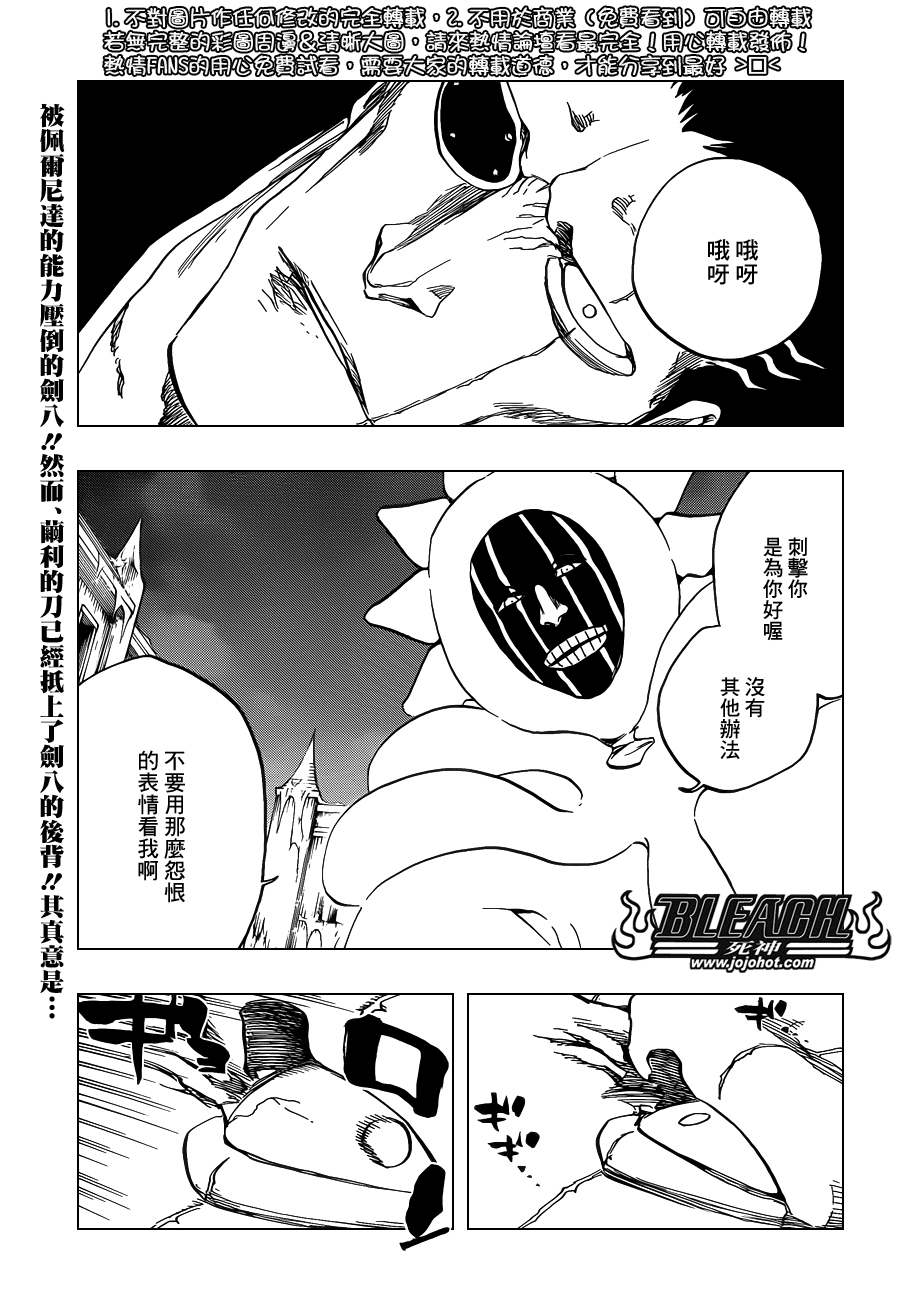 1. 不對圖片作任何修改的完全轉載，2. 不用於商業（免費看到）可自由轉載
若無完整的彩圖周邊&清晰大圖，請來熱情論壇看最完全！用心轉載發佈！
熱情FANS的用心免費試看，需要大家的轉載道德，才能分享到最好 >口<
被佩爾尼達的能力壓倒的劍八!!然而、繭利的刀已經抵上了劍八的後背!!其真意是…
哦呀
哦呀
刺擊你
是為你好喔
沒有
其他辦法
不要用那麼怨恨
的表情看我啊
BLEACH
死神
www.jojohot.com
ギギ…
ギロッ